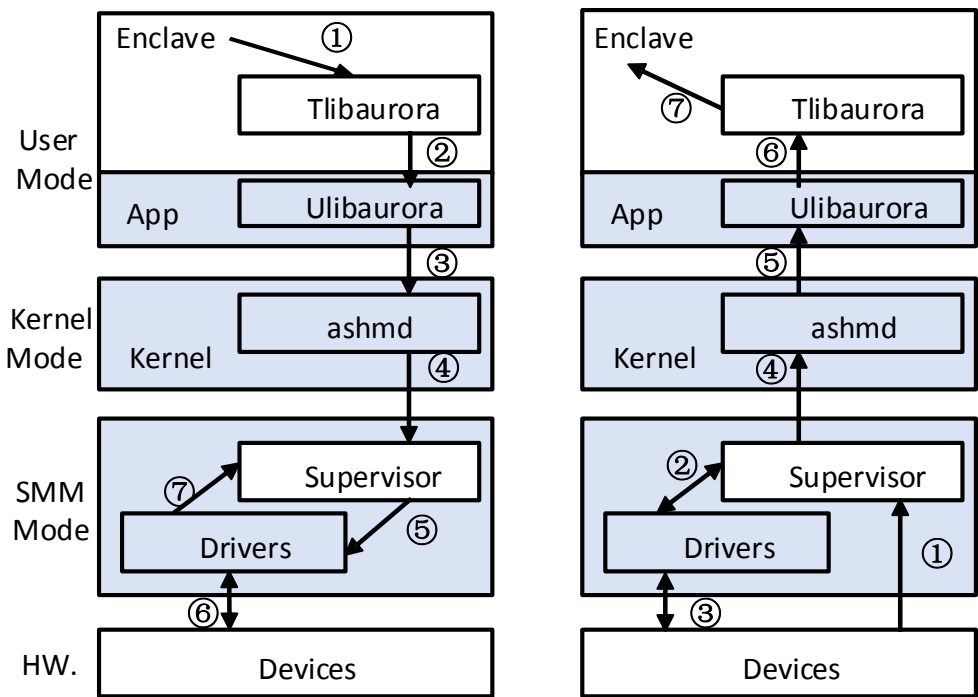 Enclave
①
Tlibaurora
②
User
Mode
App
Ulibaurora
③
Kernel
Mode
ashmd
Kernel
④
SMM
Mode
Supervisor
⑦
⑤
Drivers
⑥
HW.
Devices
Enclave
⑦
Tlibaurora
⑥
App
Ulibaurora
⑤
ashmd
Kernel
④
②
Supervisor
Drivers
①
③
Devices